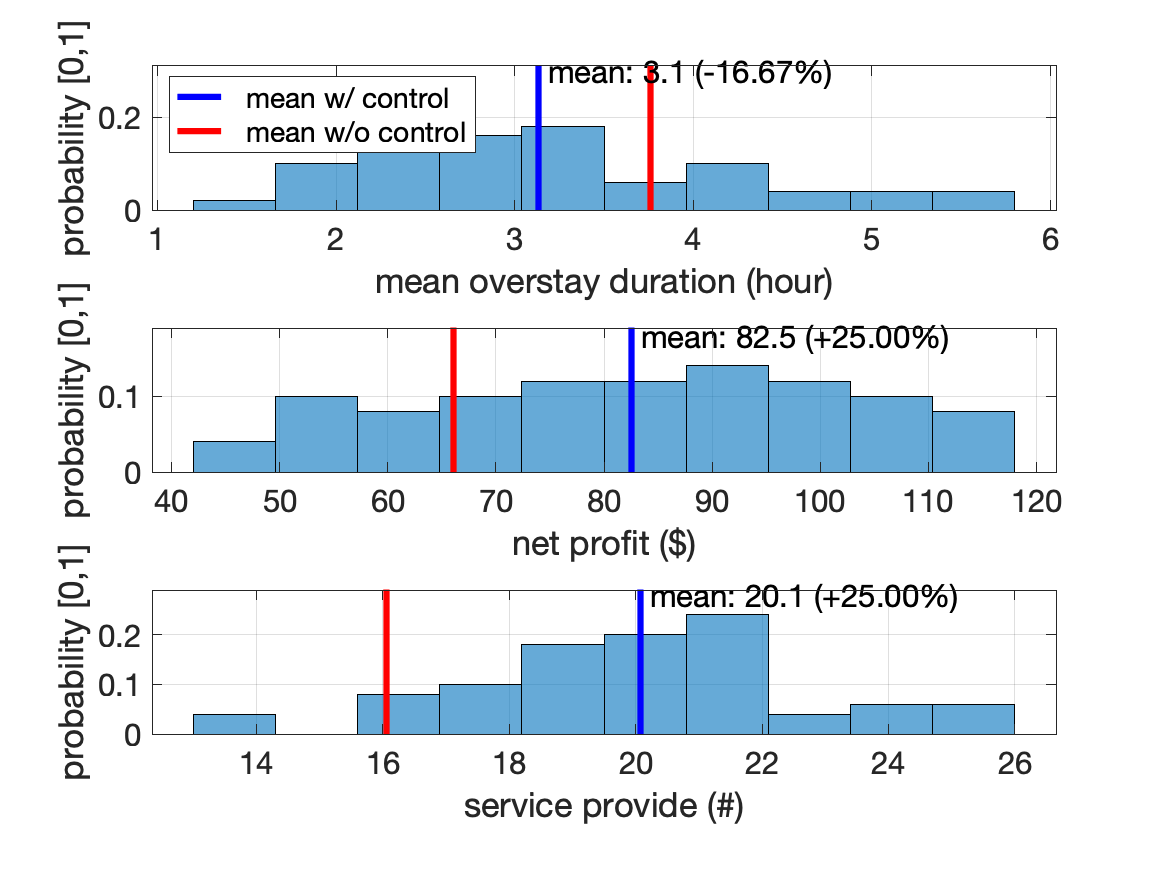 probability [0,1]
mean: 3.1 (-16.67%)
mean w/ control
mean w/o control
0.2
0
1 2 3 4 5 6
mean overstay duration (hour)
probability [0,1]
mean: 82.5 (+25.00%)
0.1
0
40 50 60 70 80 90 100 110 120
net profit ($)
probability [0,1]
mean: 20.1 (+25.00%)
0.2
0.1
0
14 16 18 20 22 24 26
service provide (#)